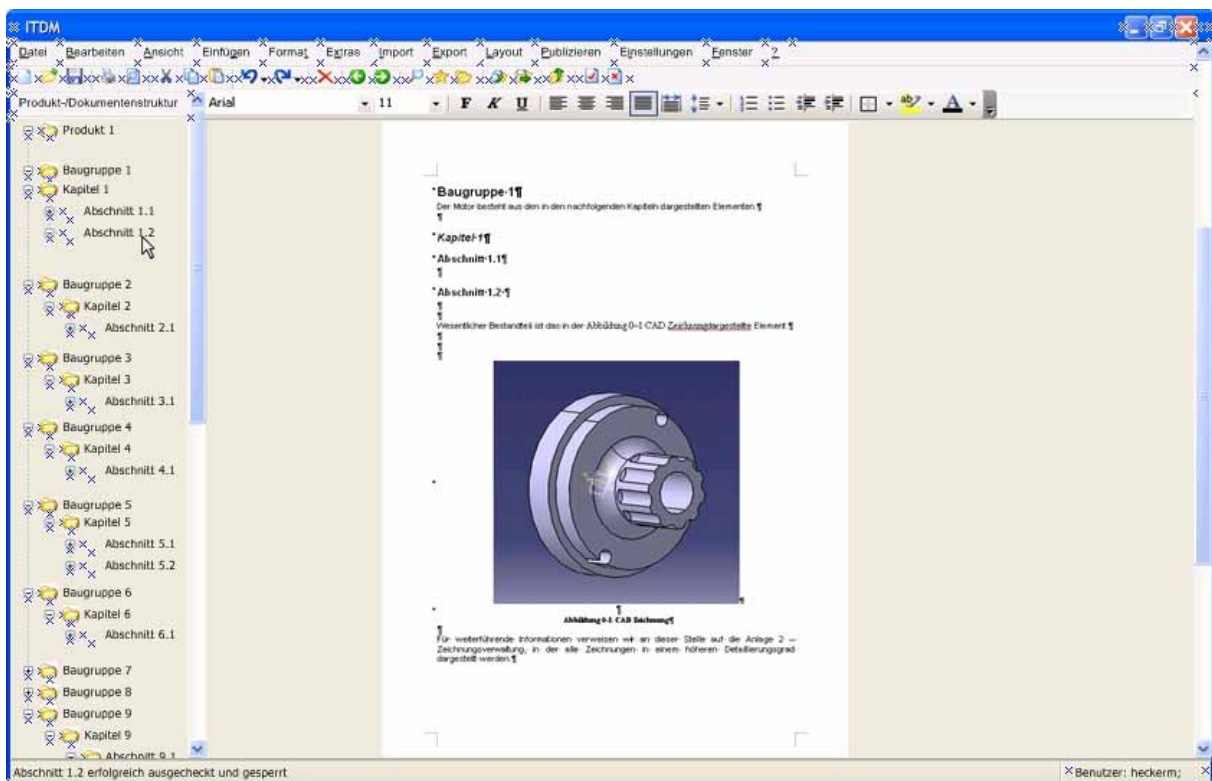 ITDM
Datei Bearbeiten Ansicht Einfügen Format Extras Import Export Layout Publizieren Einstellungen Fenster ?
Produkt-/Dokumentenstruktur
Arial 11 F K U
Produkt 1
Baugruppe 1
Kapitel 1
Abschnitt 1.1
Abschnitt 1.2
Baugruppe 2
Kapitel 2
Abschnitt 2.1
Baugruppe 3
Kapitel 3
Abschnitt 3.1
Baugruppe 4
Kapitel 4
Abschnitt 4.1
Baugruppe 5
Kapitel 5
Abschnitt 5.1
Abschnitt 5.2
Baugruppe 6
Kapitel 6
Abschnitt 6.1
Baugruppe 7
Baugruppe 8
Baugruppe 9
Kapitel 9
Abschnitt 9.1
Baugruppe·1¶
Der Motor besteht aus den in den nachfolgenden Kapiteln dargestellten Elementen.¶
Kapitel·1¶
Abschnitt·1.1¶
Abschnitt·1.2·¶
Wesentlicher Bestandteil ist das in der Abbildung 0-1 CAD Zeichnungdargestellte Element.¶
Abbildung 0-1 CAD Zeichnung¶
Für weiterführende Informationen verweisen wir an dieser Stelle auf die Anlage 2 –
Zeichnungsverwaltung, in der alle Zeichnungen in einem höheren Detaillierungsgrad
dargestellt werden.¶
Abschnitt 1.2 erfolgreich ausgecheckt und gesperrt
Benutzer: heckerm;